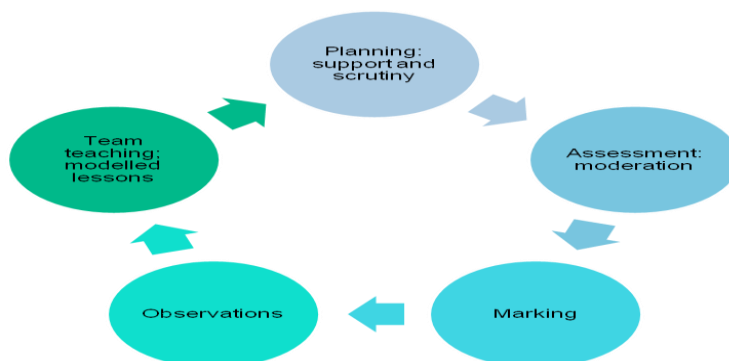 Planning:
support and
scrutiny
Assessment:
moderation
Marking
Observations
Team
teaching:
modelled
lessons